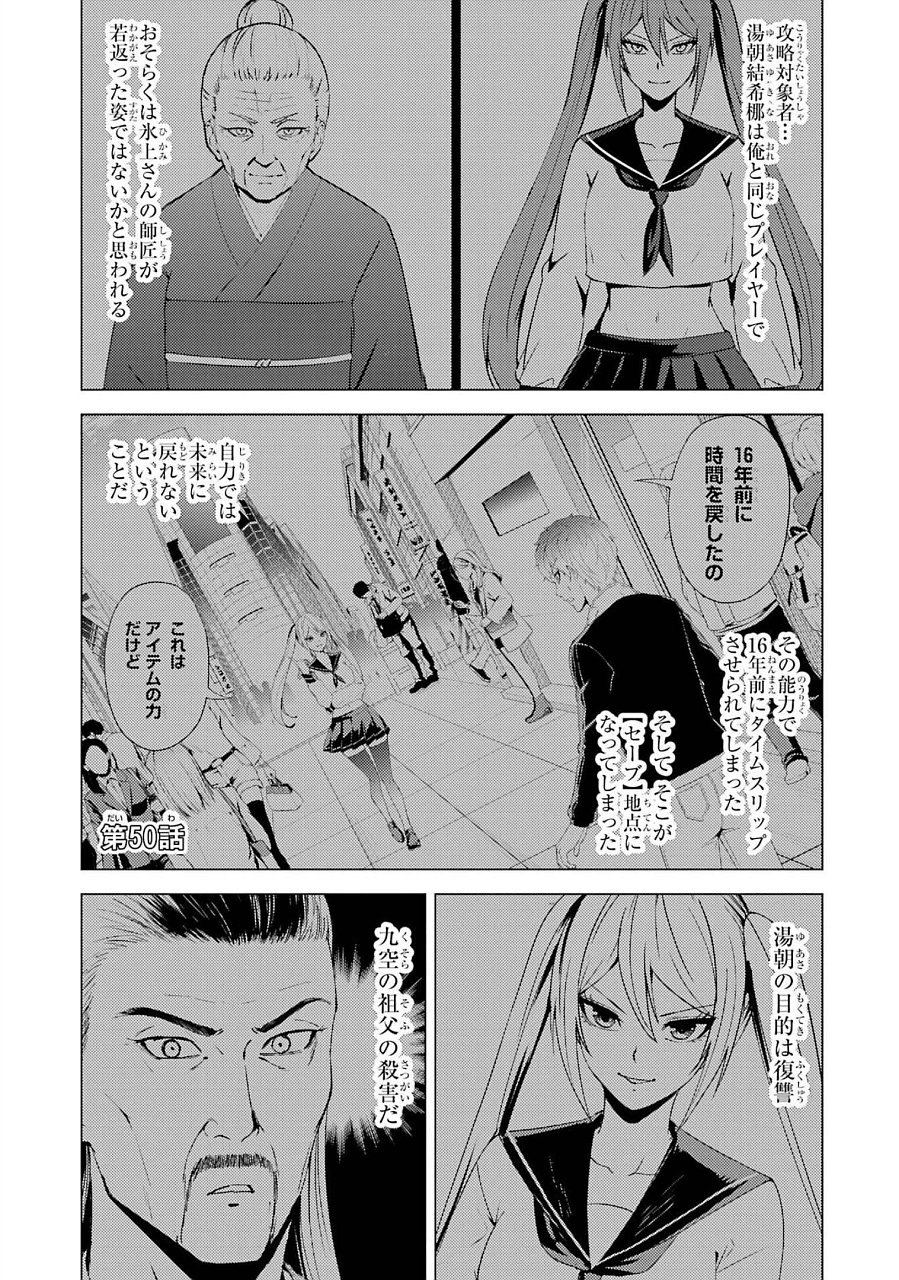 攻略対象者…
湯朝結希梛は俺と同じプレイヤーで
おそらくは氷上さんの師匠が
若返った姿ではないかと思われる
16年前に
時間を戻したの
その能力で
16年前にタイムスリップ
させられてしまった
そして そこが
【セーブ】地点に
なってしまった
自力では
未来に
戻れない
という
ことだ
これは
アイテムの力
だけど
第50話
湯朝の目的は復讐
九空の祖父の殺害だ